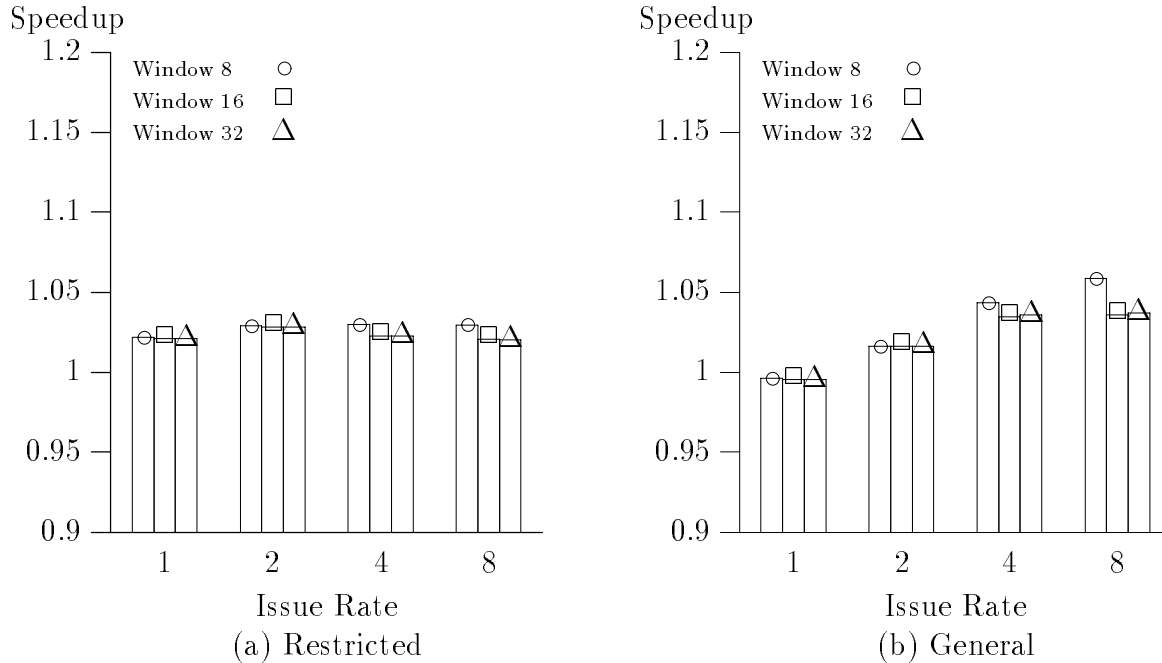 Speedup
1.2
1.15
1.1
1.05
1
0.95
0.9
Window 8
Window 16
Window 32
1 2 4 8
Issue Rate
(a) Restricted
Speedup
1.2
1.15
1.1
1.05
1
0.95
0.9
Window 8
Window 16
Window 32
1 2 4 8
Issue Rate
(b) General